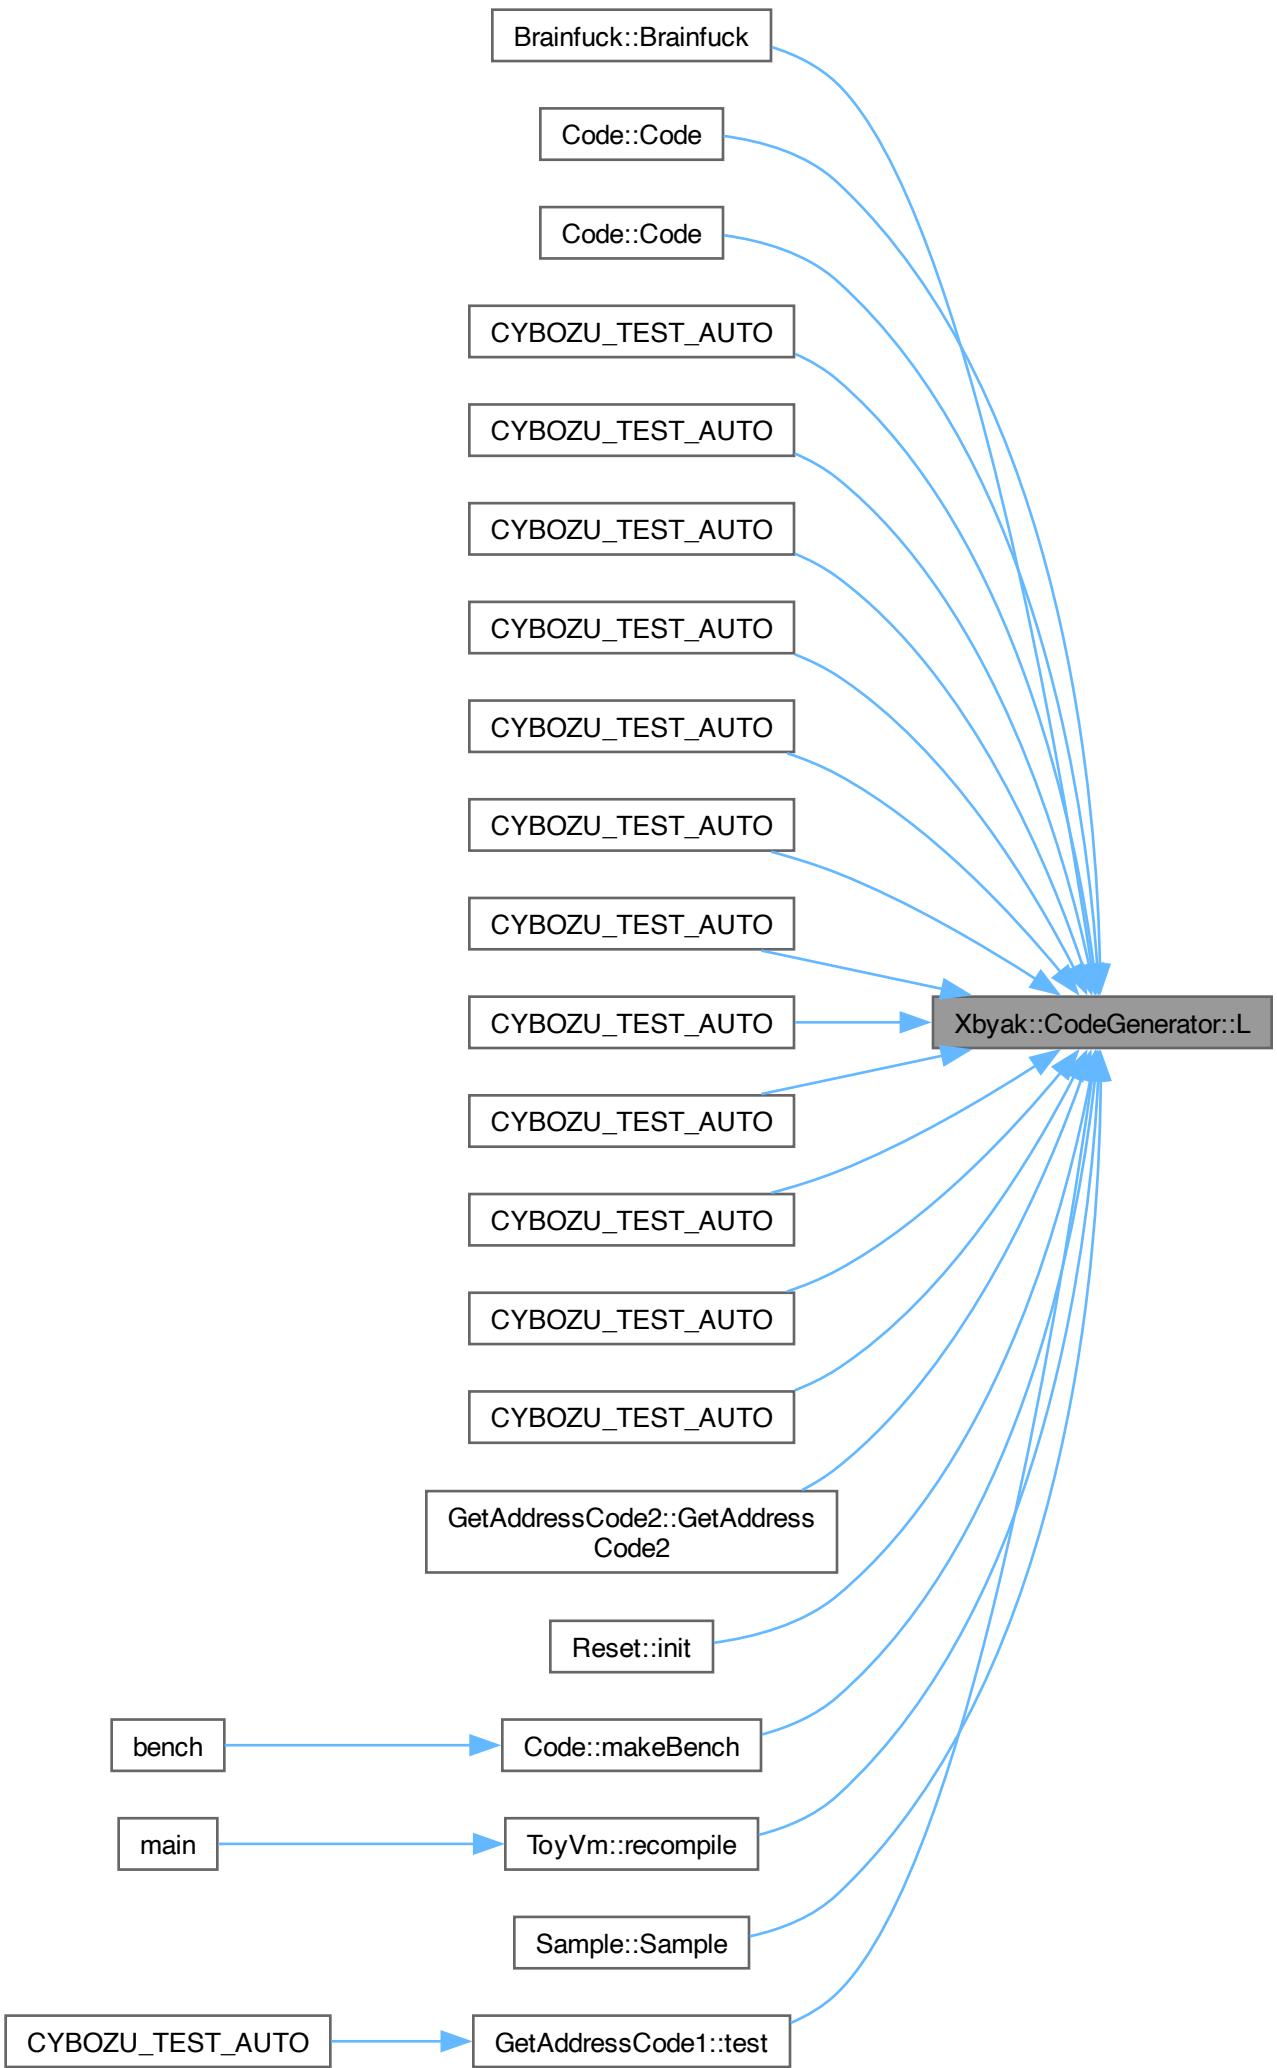 Brainfuck::Brainfuck
Code::Code
Code::Code
CYBOZU_TEST_AUTO
CYBOZU_TEST_AUTO
CYBOZU_TEST_AUTO
CYBOZU_TEST_AUTO
CYBOZU_TEST_AUTO
CYBOZU_TEST_AUTO
CYBOZU_TEST_AUTO
CYBOZU_TEST_AUTO
Xbyak::CodeGenerator::L
CYBOZU_TEST_AUTO
CYBOZU_TEST_AUTO
CYBOZU_TEST_AUTO
CYBOZU_TEST_AUTO
GetAddressCode2::GetAddress
Code2
Reset::init
bench
Code::makeBench
main
ToyVm::recompile
Sample::Sample
CYBOZU_TEST_AUTO
GetAddressCode1::test